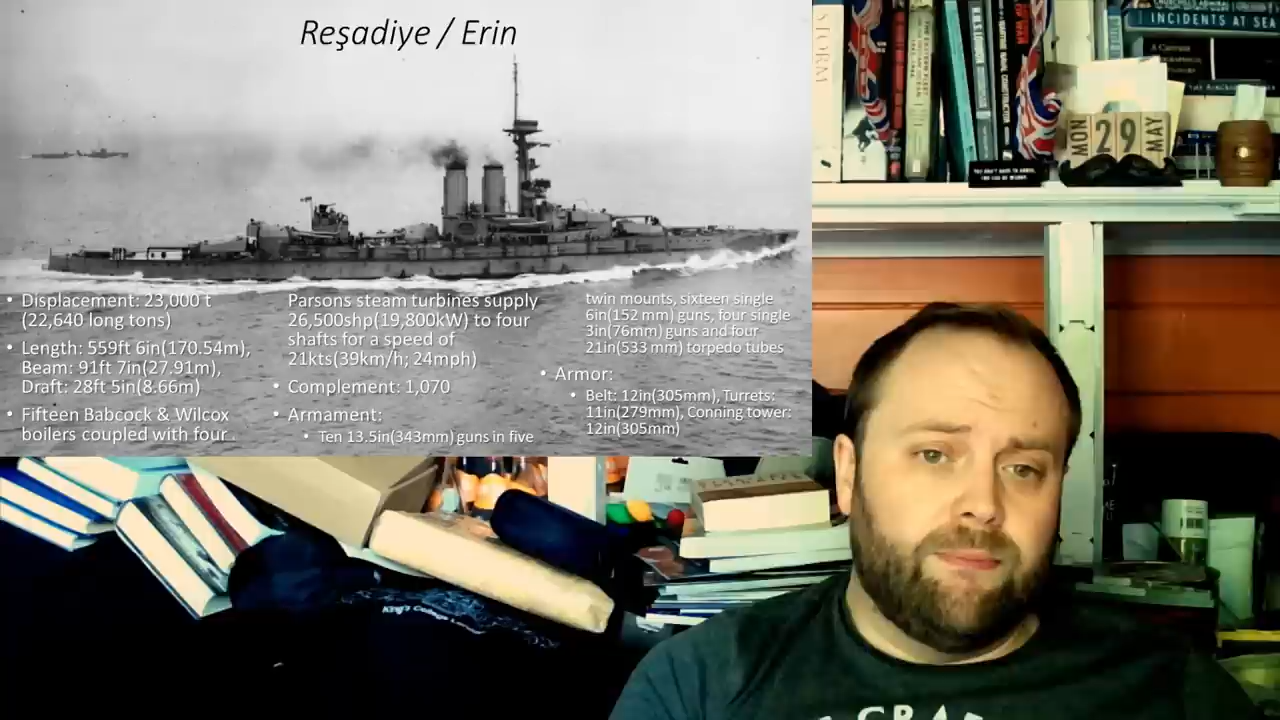 Reşadiye / Erin
• Displacement: 23,000 t
(22,640 long tons)
• Length: 559ft 6in(170.54m),
Beam: 91ft 7in(27.91m),
Draft: 28ft 5in(8.66m)
• Fifteen Babcock & Wilcox
boilers coupled with four
Parsons steam turbines supply
26,500shp(19,800kW) to four
shafts for a speed of
21kts(39km/h; 24mph)
• Complement: 1,070
• Armament:
• Ten 13.5in(343mm) guns in five
twin mounts, sixteen single
6in(152 mm) guns, four single
3in(76mm) guns and four
21in(533 mm) torpedo tubes
• Armor:
• Belt: 12in(305mm), Turrets:
11in(279mm), Conning tower:
12in(305mm)
STORM
OF WAR
INCIDENTS AT SEA
MON 29 MAY
King's College